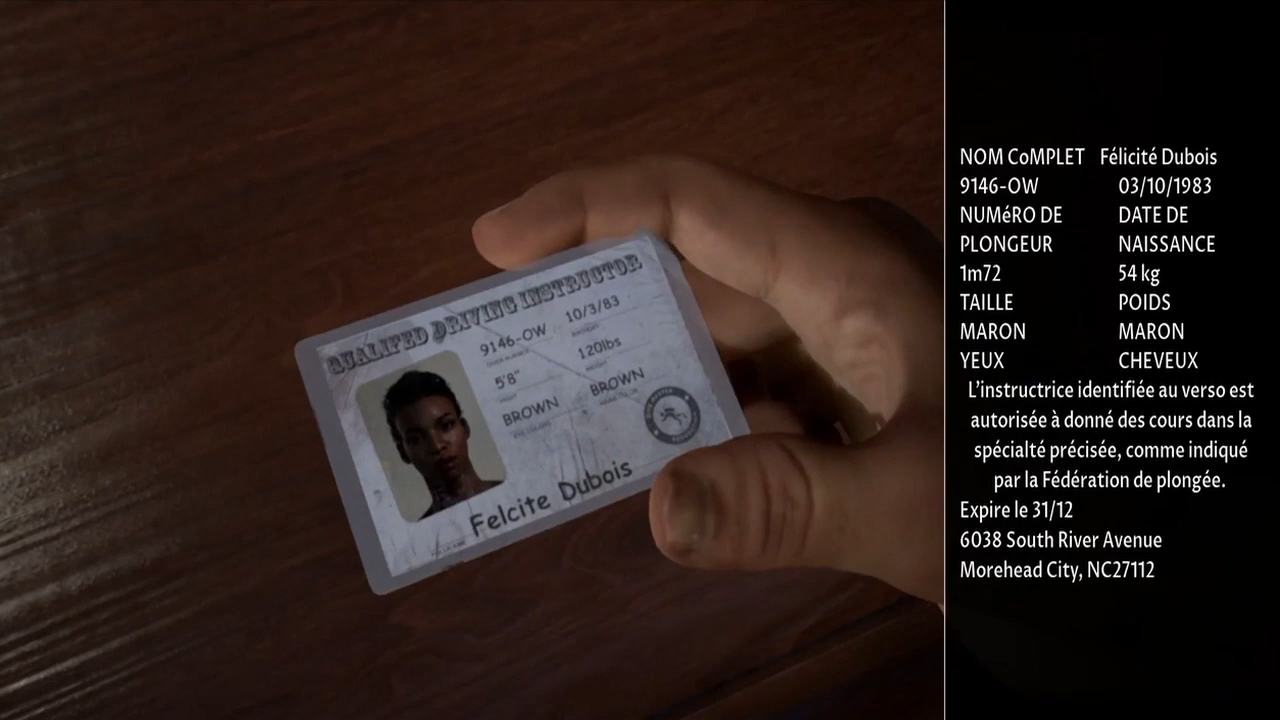 QUALIFED DRIVING INSTRUCTOR
9146-OW 10/3/83
5'8" 120lbs
BROWN BROWN
Felcite Dubois
NOM CoMPLET Félicité Dubois
9146-OW 03/10/1983
NUMéRO DE DATE DE
PLONGEUR NAISSANCE
1m72 54 kg
TAILLE POIDS
MARON MARON
YEUX CHEVEUX
L'instructrice identifiée au verso est
autorisée à donné des cours dans la
spécialté précisée, comme indiqué
par la Fédération de plongée.
Expire le 31/12
6038 South River Avenue
Morehead City, NC27112